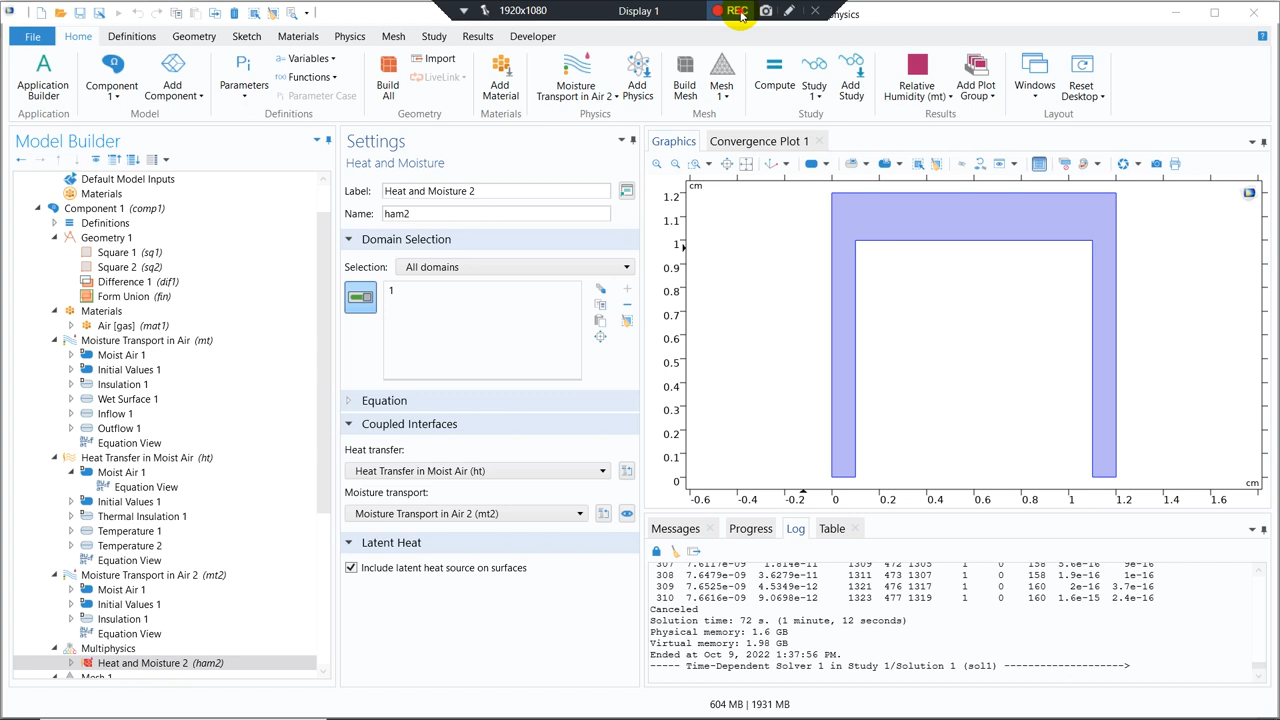 1920x1080
Display 1
REC
physics
File
Home
Definitions
Geometry
Sketch
Materials
Physics
Mesh
Study
Results
Developer
Application Builder
Component 1
Add Component
Parameters
Variables
Functions
Parameter Case
Build All
Import
LiveLink
Add Material
Moisture Transport in Air 2
Add Physics
Build Mesh
Mesh 1
Compute
Study 1
Add Study
Relative Humidity (mt)
Add Plot Group
Windows
Reset Desktop
Application
Model
Definitions
Geometry
Materials
Physics
Mesh
Study
Results
Layout
Model Builder
Default Model Inputs
Materials
Component 1 (comp1)
Definitions
Geometry 1
Square 1 (sq1)
Square 2 (sq2)
Difference 1 (dif1)
Form Union (fin)
Materials
Air [gas] (mat1)
Moisture Transport in Air (mt)
Moist Air 1
Initial Values 1
Insulation 1
Wet Surface 1
Inflow 1
Outflow 1
Equation View
Heat Transfer in Moist Air (ht)
Moist Air 1
Equation View
Initial Values 1
Thermal Insulation 1
Temperature 1
Temperature 2
Equation View
Moisture Transport in Air 2 (mt2)
Moist Air 1
Initial Values 1
Insulation 1
Equation View
Multiphysics
Heat and Moisture 2 (ham2)
Settings
Heat and Moisture
Label: Heat and Moisture 2
Name: ham2
Domain Selection
Selection: All domains
1
Equation
Coupled Interfaces
Heat transfer:
Heat Transfer in Moist Air (ht)
Moisture transport:
Moisture Transport in Air 2 (mt2)
Latent Heat
Include latent heat source on surfaces
Graphics
Convergence Plot 1
cm
1.2
1.1
1
0.9
0.8
0.7
0.6
0.5
0.4
0.3
0.2
0.1
0
cm
-0.6 -0.4 -0.2 0 0.2 0.4 0.6 0.8 1 1.2 1.4 1.6
Messages
Progress
Log
Table
308 7.6479e-09 3.6279e-11 1311 473 1307 1 0 158 1.9e-16 1e-16
309 7.6525e-09 4.5349e-12 1321 476 1317 1 0 160 2e-16 3.7e-16
310 7.6616e-09 9.0698e-12 1323 477 1319 1 0 160 1.6e-15 2.4e-16
Canceled
Solution time: 72 s. (1 minute, 12 seconds)
Physical memory: 1.6 GB
Virtual memory: 1.98 GB
Ended at Oct 9, 2022 1:37:56 PM.
----- Time-Dependent Solver 1 in Study 1/Solution 1 (sol1) --------------------->
604 MB | 1931 MB